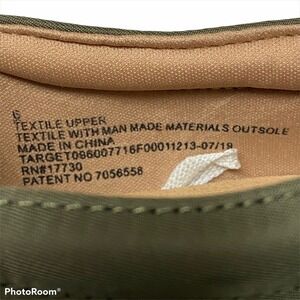 6
TEXTILE UPPER
TEXTILE WITH MAN MADE MATERIALS OUTSOLE
MADE IN CHINA
TARGET086007716F00011213-07/19
RN#17730
PATENT NO 7056558
PhotoRoom